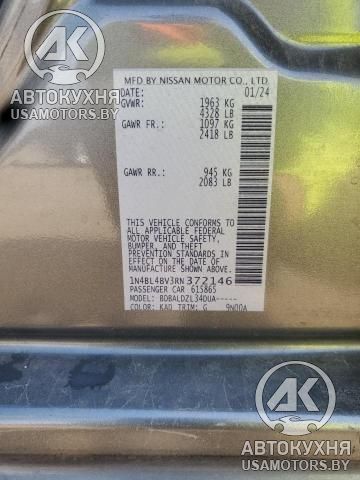 АК
АВТОКУХНЯ
USAMOTORS.BY
MFD BY NISSAN MOTOR CO., LTD.
DATE: 01/24
GVWR: 1963 KG
4328 LB
GAWR FR.: 1097 KG
2418 LB
GAWR RR.: 945 KG
2083 LB
THIS VEHICLE CONFORMS TO
ALL APPLICABLE FEDERAL
MOTOR VEHICLE SAFETY,
BUMPER, AND THEFT
PREVENTION STANDARDS
IN EFFECT ON THE DATE OF
MANUFACTURE SHOWN ABOVE.
1N4BL4BV3RN372146
PASSENGER CAR 615865
MODEL: BDBALDZL34DUA-----
COLOR: KAD TRIM: G 9N00A
АК
АВТОКУХНЯ
USAMOTORS.BY